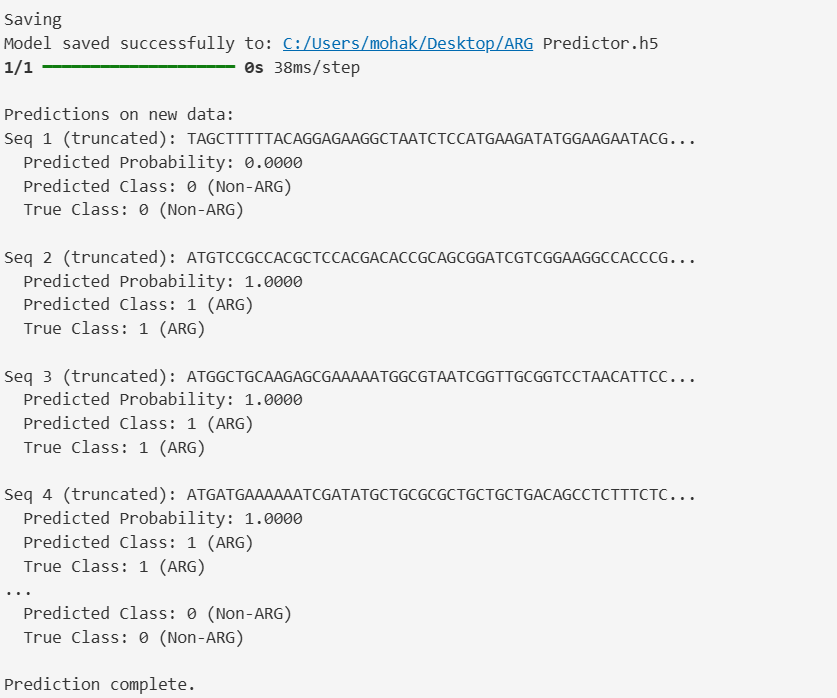 Saving
Model saved successfully to: C:/Users/mohak/Desktop/ARG Predictor.h5
1/1 ━━━━━━━━━━━━━━━━━━━━ 0s 38ms/step
Predictions on new data:
Seq 1 (truncated): TAGCTTTTTACAGGAGAAGGCTAATCTCCATGAAGATATGGAAGAATACG...
Predicted Probability: 0.0000
Predicted Class: 0 (Non-ARG)
True Class: 0 (Non-ARG)
Seq 2 (truncated): ATGTCCGCCACGCTCCACGACACCGCAGCGGATCGTCGGAAGGCCACCCG...
Predicted Probability: 1.0000
Predicted Class: 1 (ARG)
True Class: 1 (ARG)
Seq 3 (truncated): ATGGCTGCAAGAGCGAAAAATGGCGTAATCGGTTGCGGTCCTAACATTCC...
Predicted Probability: 1.0000
Predicted Class: 1 (ARG)
True Class: 1 (ARG)
Seq 4 (truncated): ATGATGAAAAAATCGATATGCTGCGCGCTGCTGCTGACAGCCTCTTTCTC...
Predicted Probability: 1.0000
Predicted Class: 1 (ARG)
True Class: 1 (ARG)
...
Predicted Class: 0 (Non-ARG)
True Class: 0 (Non-ARG)
Prediction complete.